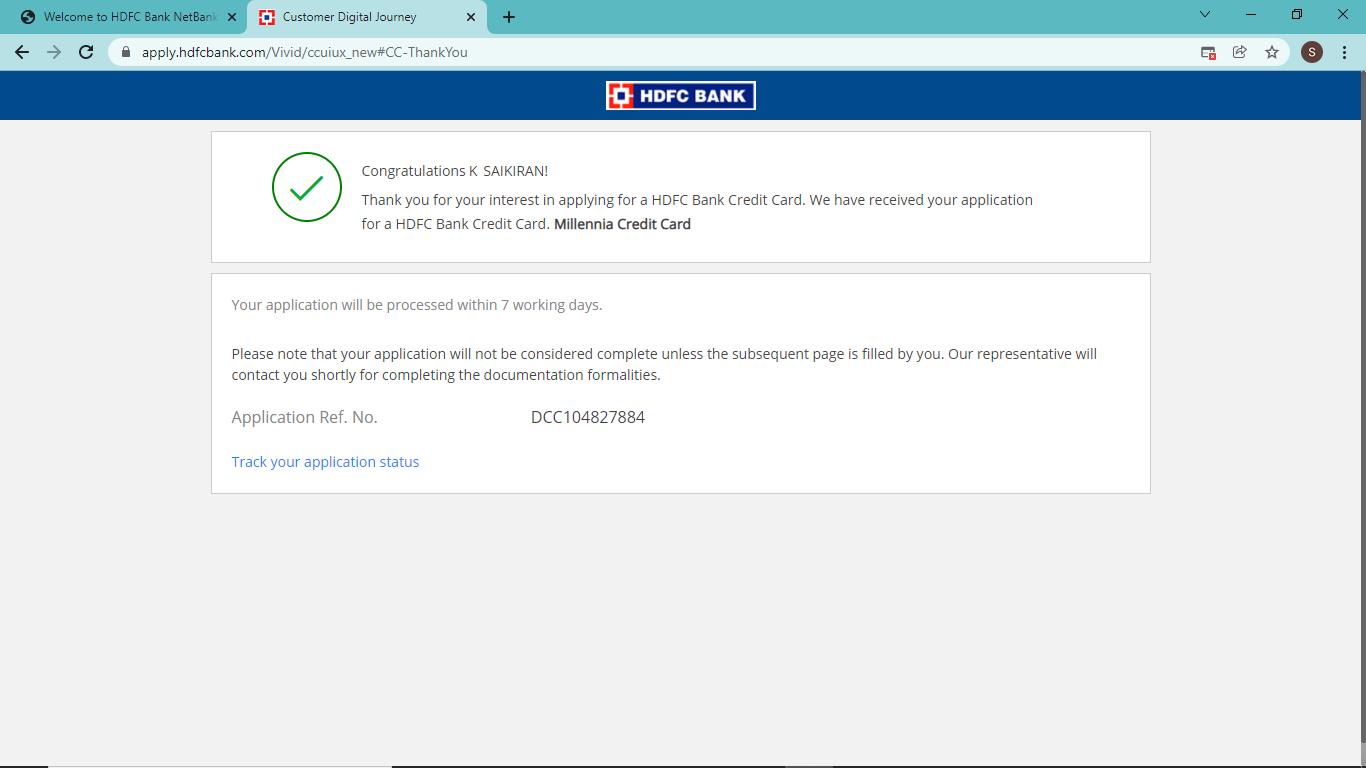 Welcome to HDFC Bank NetBank
Customer Digital Journey
apply.hdfcbank.com/Vivid/ccuiux_new#CC-ThankYou
S
HDFC BANK
Congratulations K SAIKIRAN!
Thank you for your interest in applying for a HDFC Bank Credit Card. We have received your application
for a HDFC Bank Credit Card. Millennia Credit Card
Your application will be processed within 7 working days.
Please note that your application will not be considered complete unless the subsequent page is filled by you. Our representative will
contact you shortly for completing the documentation formalities.
Application Ref. No. DCC104827884
Track your application status